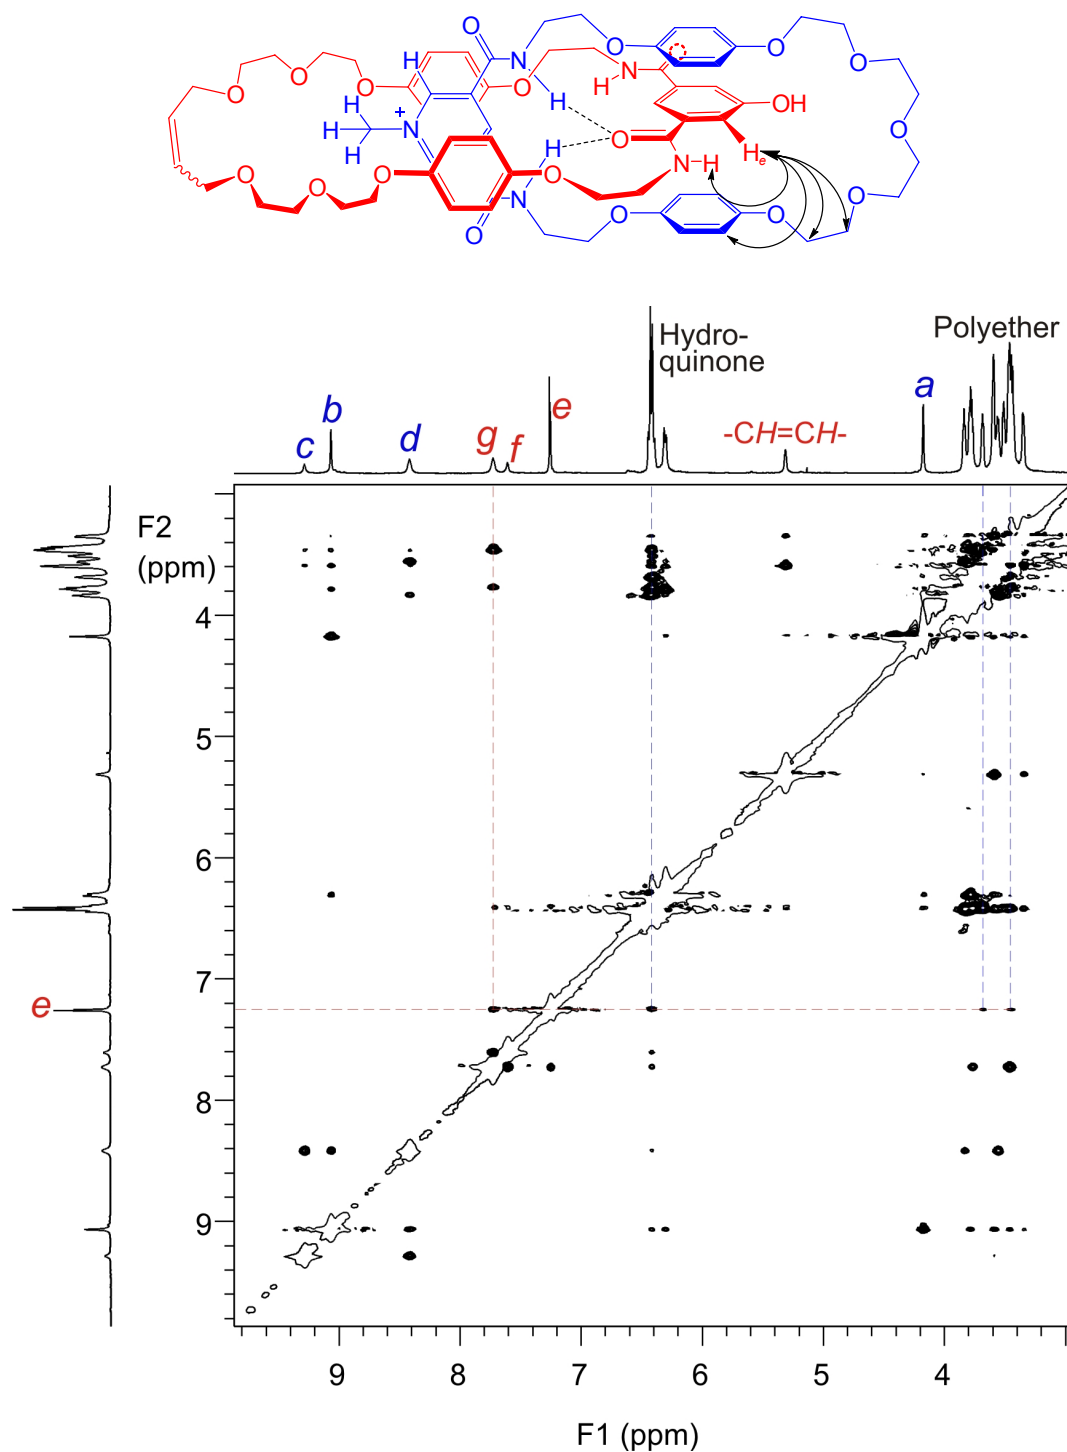 O N O O O
H N H O O
O O O H + H N H O OH
H H C N H O N H He O
O O O O O
O N O O
Hydro-
quinone
Polyether
c b d g f e -CH=CH- a
F2
(ppm)
4
5
6
7
e
8
9
9 8 7 6 5 4
F1 (ppm)